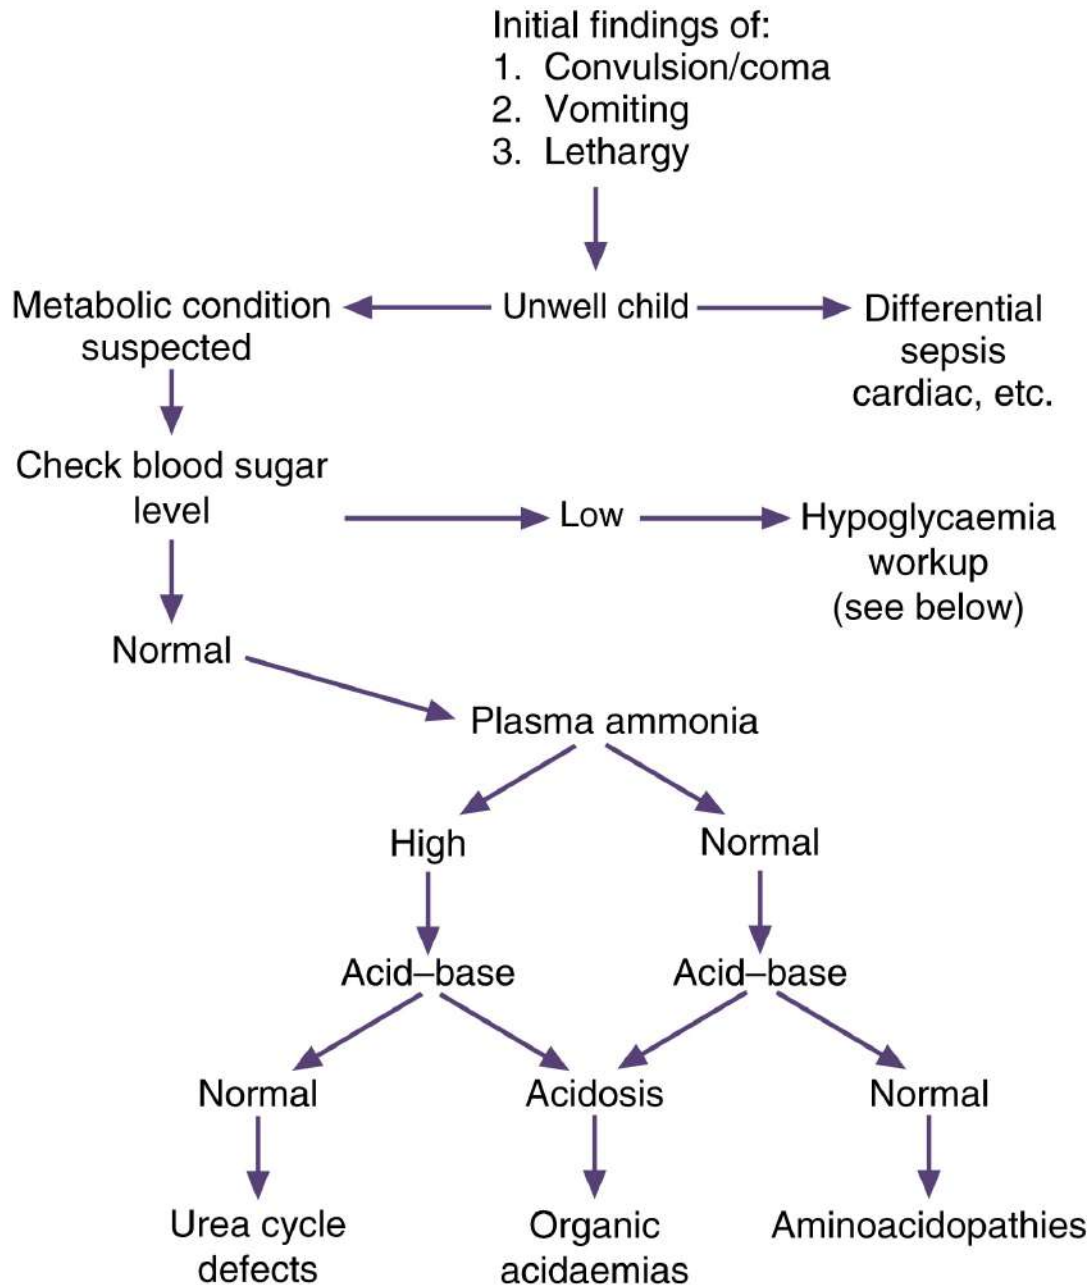 Initial findings of:
1. Convulsion/coma
2. Vomiting
3. Lethargy
Metabolic condition
suspected
Unwell child
Differential
sepsis
cardiac, etc.
Check blood sugar
level
Low
Hypoglycaemia
workup
(see below)
Normal
Plasma ammonia
High
Normal
Acid–base
Acid–base
Normal
Acidosis
Normal
Urea cycle
defects
Organic
acidaemias
Aminoacidopathies